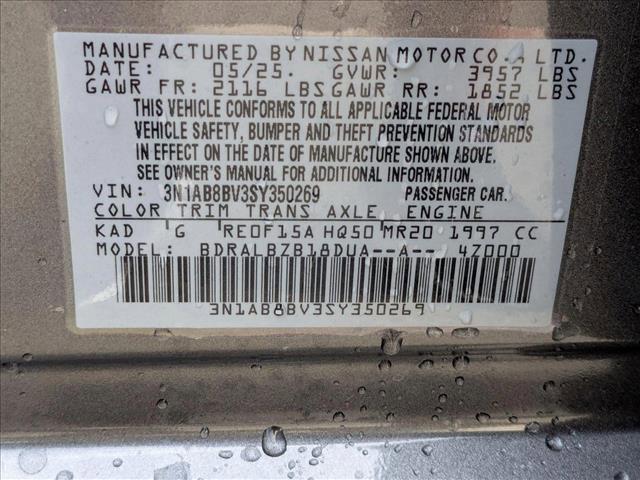 MANUFACTURED BY NISSAN MOTOR CO., LTD.
DATE: 05/25. GVWR: 3957 LBS
GAWR FR: 2116 LBS GAWR RR: 1852 LBS
THIS VEHICLE CONFORMS TO ALL APPLICABLE FEDERAL MOTOR
VEHICLE SAFETY, BUMPER AND THEFT PREVENTION STANDARDS
IN EFFECT ON THE DATE OF MANUFACTURE SHOWN ABOVE.
SEE OWNER'S MANUAL FOR ADDITIONAL INFORMATION.
VIN: 3N1AB8BV3SY350269 PASSENGER CAR.
COLOR TRIM TRANS AXLE, ENGINE
KAD G RE0F15A HQ50 MR20 1997 CC
MODEL: BDRALBZB18DUA--A-- 4Z000
3N1AB8BV3SY350269